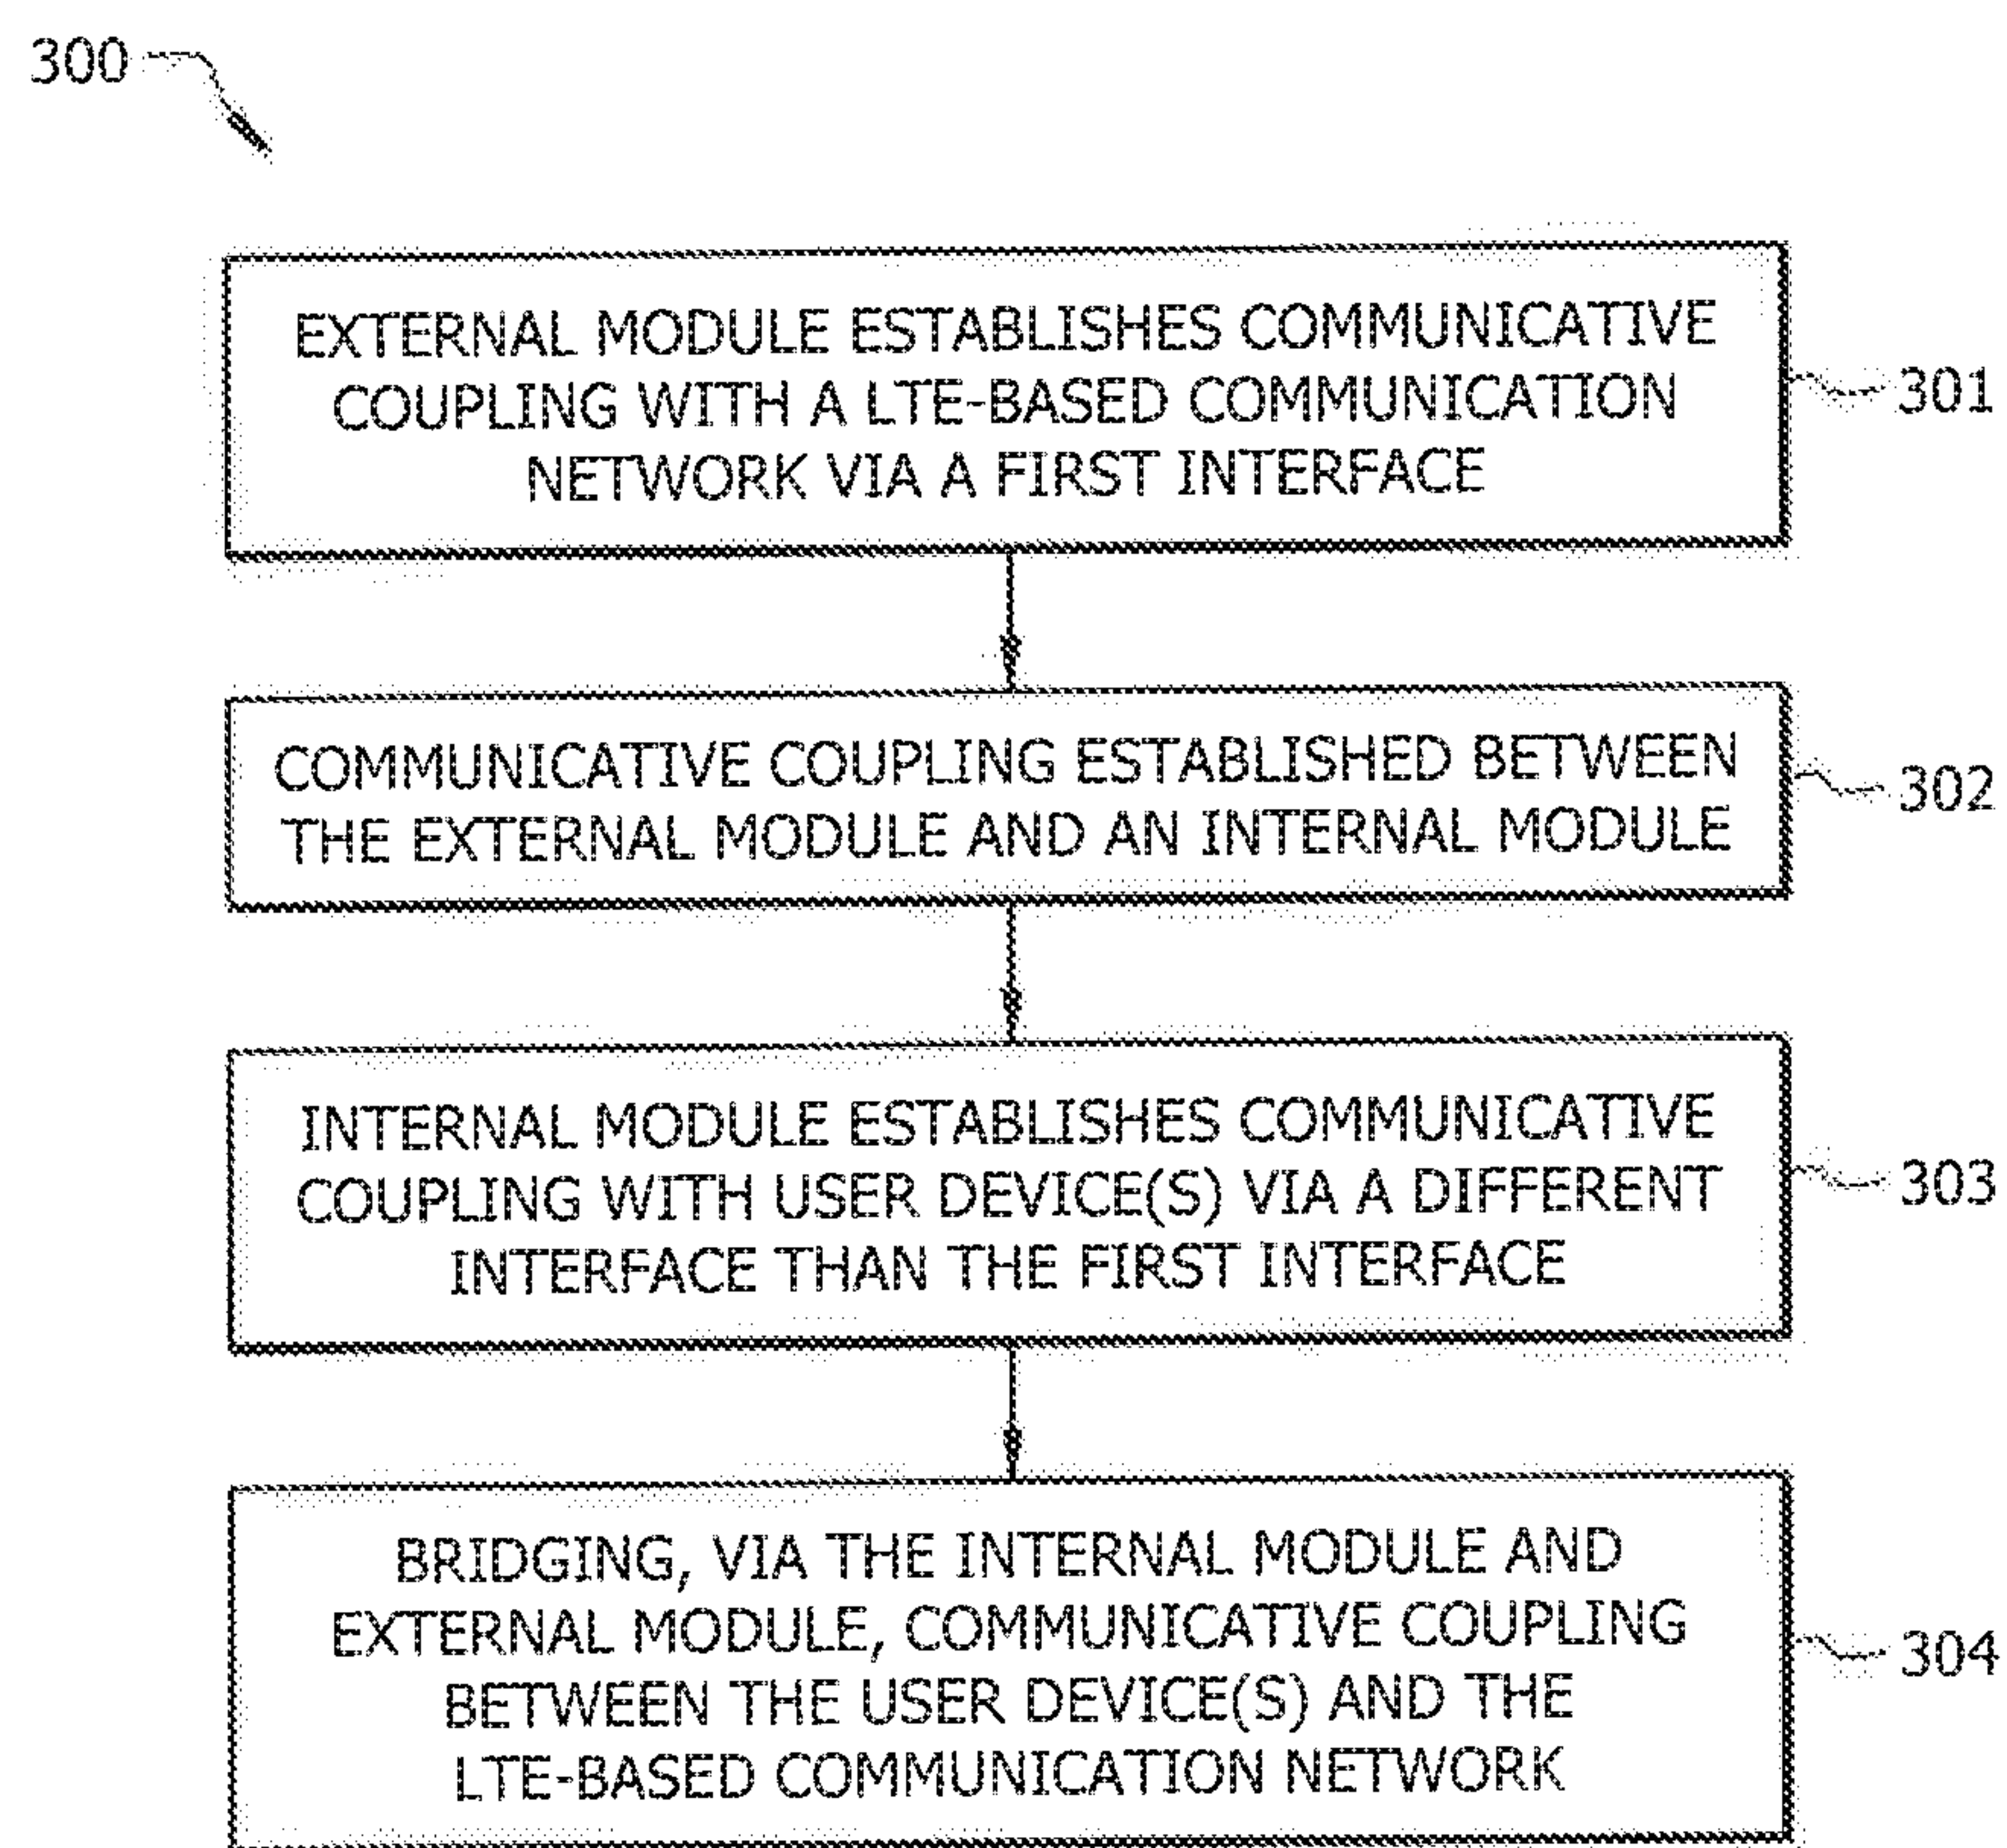 300
EXTERNAL MODULE ESTABLISHES COMMUNICATIVE
COUPLING WITH A LTE-BASED COMMUNICATION
NETWORK VIA A FIRST INTERFACE
301
COMMUNICATIVE COUPLING ESTABLISHED BETWEEN
THE EXTERNAL MODULE AND AN INTERNAL MODULE
302
INTERNAL MODULE ESTABLISHES COMMUNICATIVE
COUPLING WITH USER DEVICE(S) VIA A DIFFERENT
INTERFACE THAN THE FIRST INTERFACE
303
BRIDGING, VIA THE INTERNAL MODULE AND
EXTERNAL MODULE, COMMUNICATIVE COUPLING
BETWEEN THE USER DEVICE(S) AND THE
LTE-BASED COMMUNICATION NETWORK
304